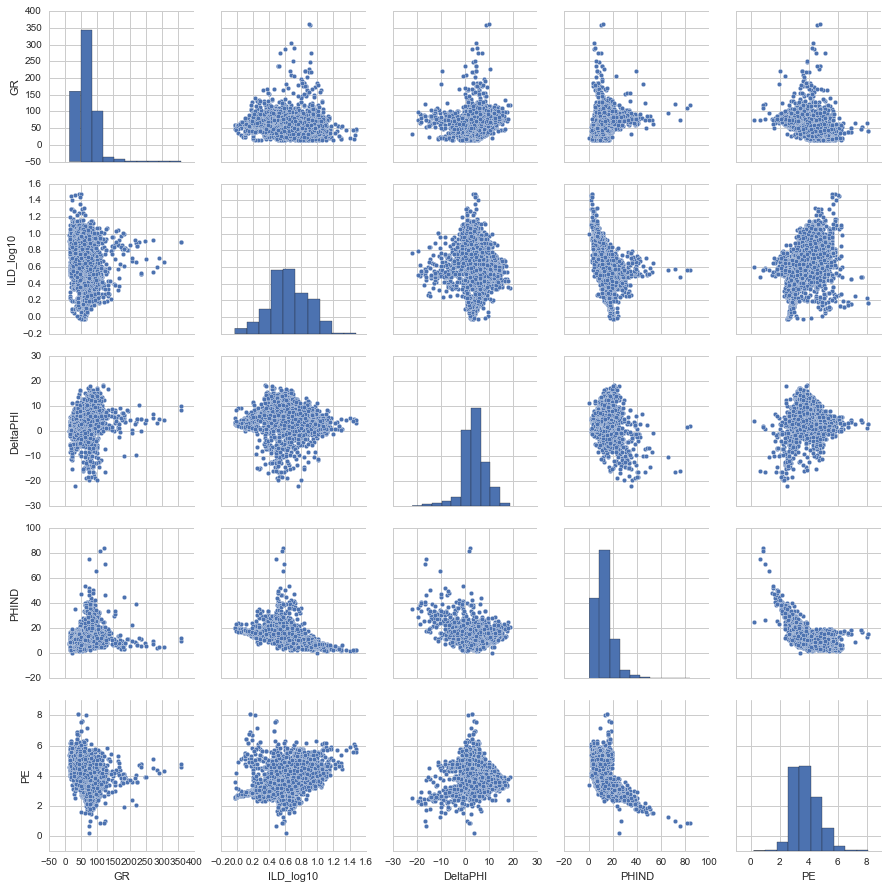 GR
400
350
300
250
200
150
100
50
0
−50
ILD_log10
1.6
1.4
1.2
1.0
0.8
0.6
0.4
0.2
0.0
−0.2
DeltaPHI
30
20
10
0
−10
−20
−30
PHIND
100
80
60
40
20
0
−20
PE
8
6
4
2
0
−50 0 50 100 150 200 250 300 350 400
−0.2 0.0 0.2 0.4 0.6 0.8 1.0 1.2 1.4 1.6
−30 −20 −10 0 10 20 30
−20 0 20 40 60 80 100
0 2 4 6 8
GR
ILD_log10
DeltaPHI
PHIND
PE